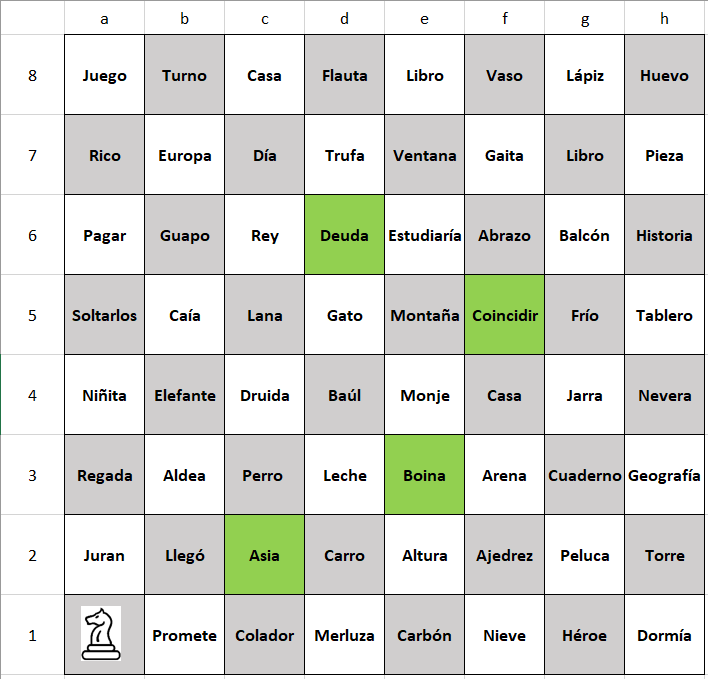 a b c d e f g h
8 Juego Turno Casa Flauta Libro Vaso Lápiz Huevo
7 Rico Europa Día Trufa Ventana Gaita Libro Pieza
6 Pagar Guapo Rey Deuda Estudiaría Abrazo Balcón Historia
5 Soltarlos Caía Lana Gato Montaña Coincidir Frío Tablero
4 Niñita Elefante Druida Baúl Monje Casa Jarra Nevera
3 Regada Aldea Perro Leche Boina Arena Cuaderno Geografía
2 Juran Llegó Asia Carro Altura Ajedrez Peluca Torre
1 Promete Colador Merluza Carbón Nieve Héroe Dormía